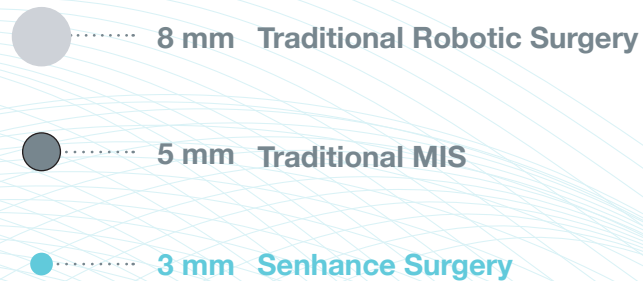 8 mm Traditional Robotic Surgery
5 mm Traditional MIS
3 mm Senhance Surgery